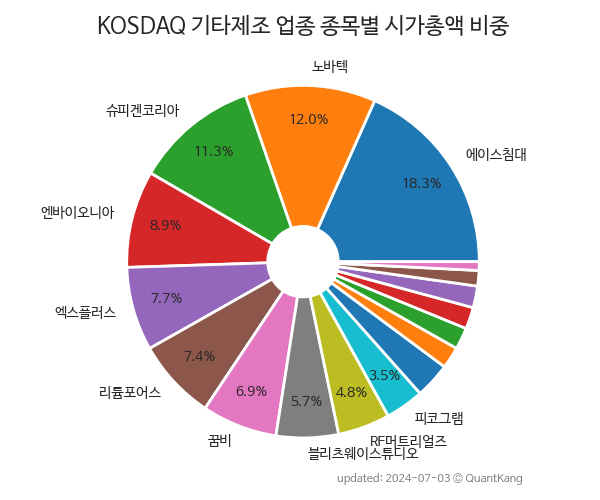 KOSDAQ 기타제조 업종 종목별 시가총액 비중
노바텍
슈피겐코리아
12.0%
11.3%
에이스침대
18.3%
엔바이오니아
8.9%
7.7%
엑스플러스
7.4%
3.5%
리튬포어스
6.9%
5.7%
4.8%
피코그램
꿈비
RF머트리얼즈
블리츠웨이스튜디오
updated: 2024-07-03 ⓒ QuantKang